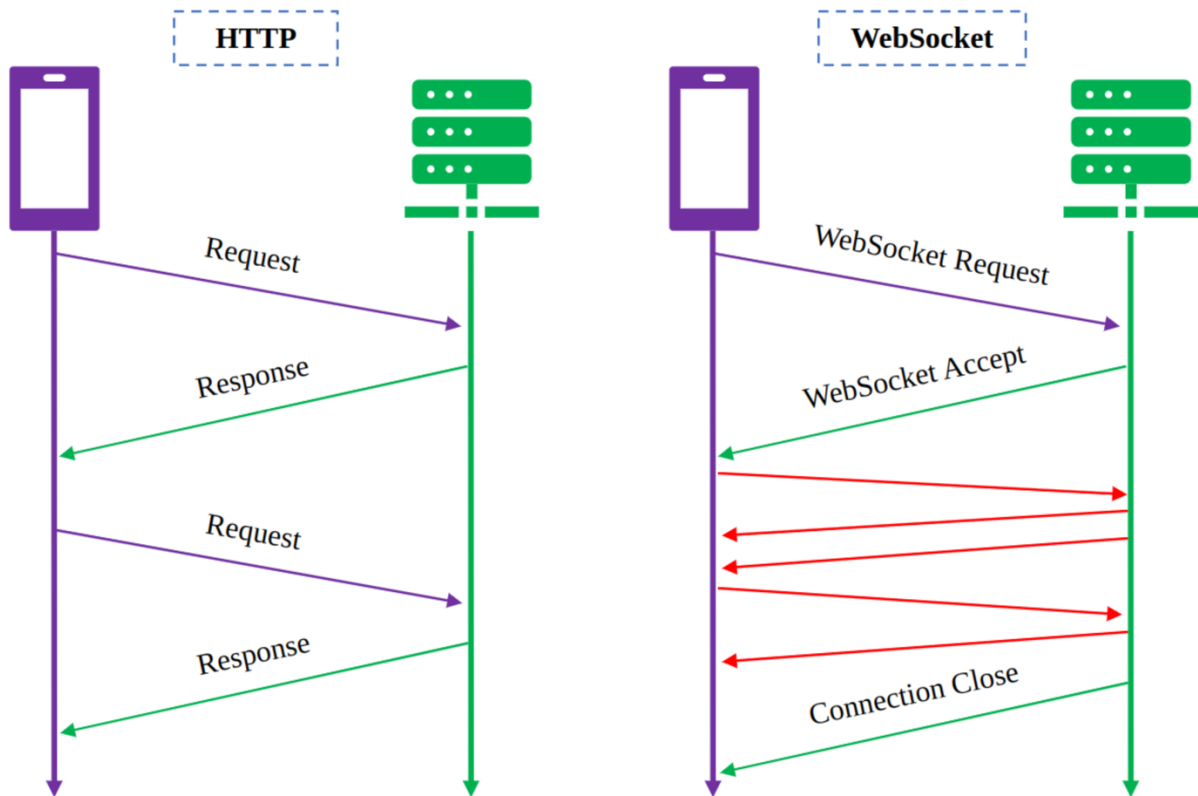 HTTP
Request
Response
Request
Response
WebSocket
WebSocket Request
WebSocket Accept
Connection Close